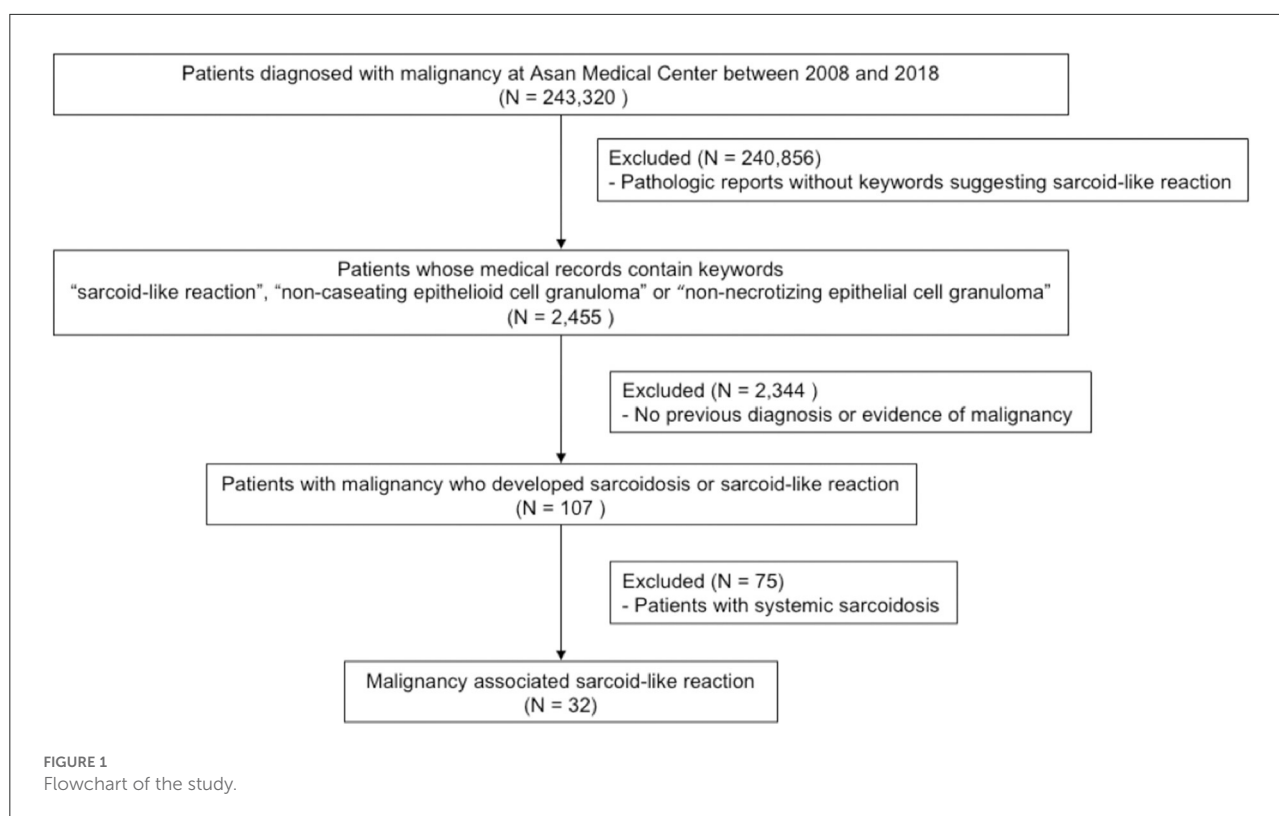 Patients diagnosed with malignancy at Asan Medical Center between 2008 and 2018
(N = 243,320 )
Excluded (N = 240,856)
- Pathologic reports without keywords suggesting sarcoid-like reaction
Patients whose medical records contain keywords
“sarcoid-like reaction”, “non-caseating epithelioid cell granuloma” or “non-necrotizing epithelial cell granuloma”
(N = 2,455 )
Excluded (N = 2,344 )
- No previous diagnosis or evidence of malignancy
Patients with malignancy who developed sarcoidosis or sarcoid-like reaction
(N = 107 )
Excluded (N = 75)
- Patients with systemic sarcoidosis
Malignancy associated sarcoid-like reaction
(N = 32)
FIGURE 1
Flowchart of the study.